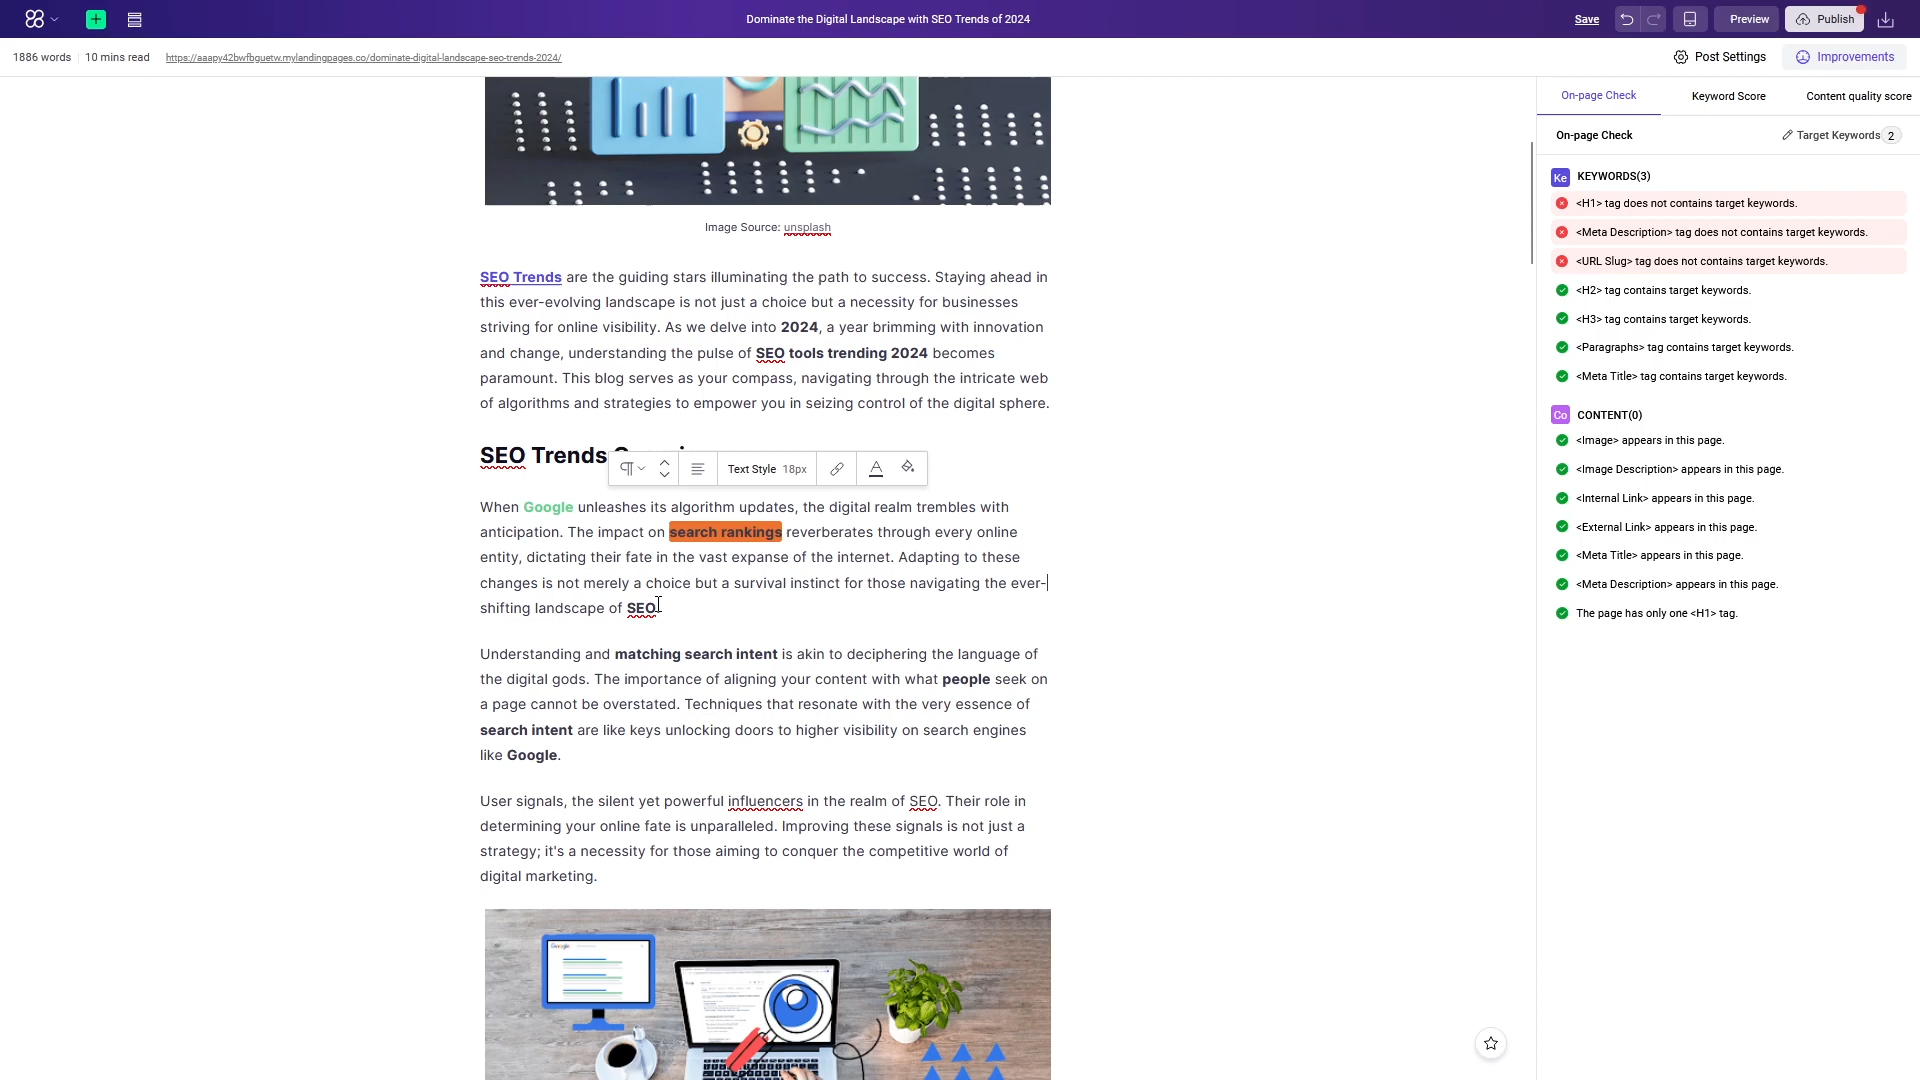 Dominate the Digital Landscape with SEO Trends of 2024
Save
Preview
Publish
1886 words
10 mins read
https://aaapy42bwfbguetw.mylandingpages.co/dominate-digital-landscape-seo-trends-2024/
Post Settings
Improvements
Image Source: unsplash
SEO Trends are the guiding stars illuminating the path to success. Staying ahead in
this ever-evolving landscape is not just a choice but a necessity for businesses
striving for online visibility. As we delve into 2024, a year brimming with innovation
and change, understanding the pulse of SEO tools trending 2024 becomes
paramount. This blog serves as your compass, navigating through the intricate web
of algorithms and strategies to empower you in seizing control of the digital sphere.
SEO Trends
Text Style 18px
When Google unleashes its algorithm updates, the digital realm trembles with
anticipation. The impact on search rankings reverberates through every online
entity, dictating their fate in the vast expanse of the internet. Adapting to these
changes is not merely a choice but a survival instinct for those navigating the ever-
shifting landscape of SEO.
Understanding and matching search intent is akin to deciphering the language of
the digital gods. The importance of aligning your content with what people seek on
a page cannot be overstated. Techniques that resonate with the very essence of
search intent are like keys unlocking doors to higher visibility on search engines
like Google.
User signals, the silent yet powerful influencers in the realm of SEO. Their role in
determining your online fate is unparalleled. Improving these signals is not just a
strategy; it's a necessity for those aiming to conquer the competitive world of
digital marketing.
On-page Check
Keyword Score
Content quality score
On-page Check
Target Keywords 2
Ke KEYWORDS(3)
<H1> tag does not contains target keywords.
<Meta Description> tag does not contains target keywords.
<URL Slug> tag does not contains target keywords.
<H2> tag contains target keywords.
<H3> tag contains target keywords.
<Paragraphs> tag contains target keywords.
<Meta Title> tag contains target keywords.
Co CONTENT(0)
<Image> appears in this page.
<Image Description> appears in this page.
<Internal Link> appears in this page.
<External Link> appears in this page.
<Meta Title> appears in this page.
<Meta Description> appears in this page.
The page has only one <H1> tag.